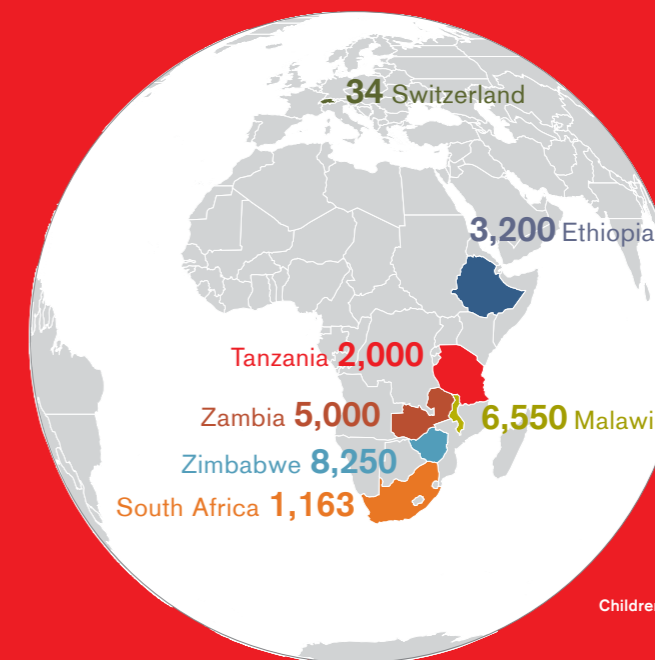 34 Switzerland
3,200 Ethiopia
Tanzania 2,000
Zambia 5,000
6,550 Malawi
Zimbabwe 8,250
South Africa 1,163